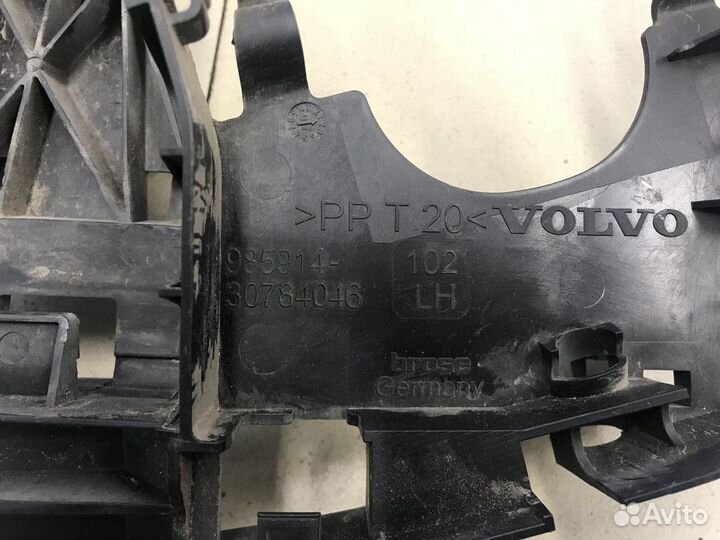 >PP T 20< VOLVO
985914- 102
30784046 LH
brose
Germany
Avito